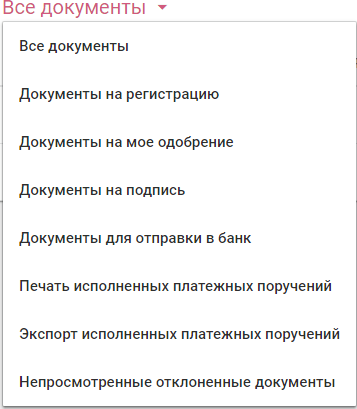 Все документы
Все документы
Документы на регистрацию
Документы на мое одобрение
Документы на подпись
Документы для отправки в банк
Печать исполненных платежных поручений
Экспорт исполненных платежных поручений
Непросмотренные отклоненные документы